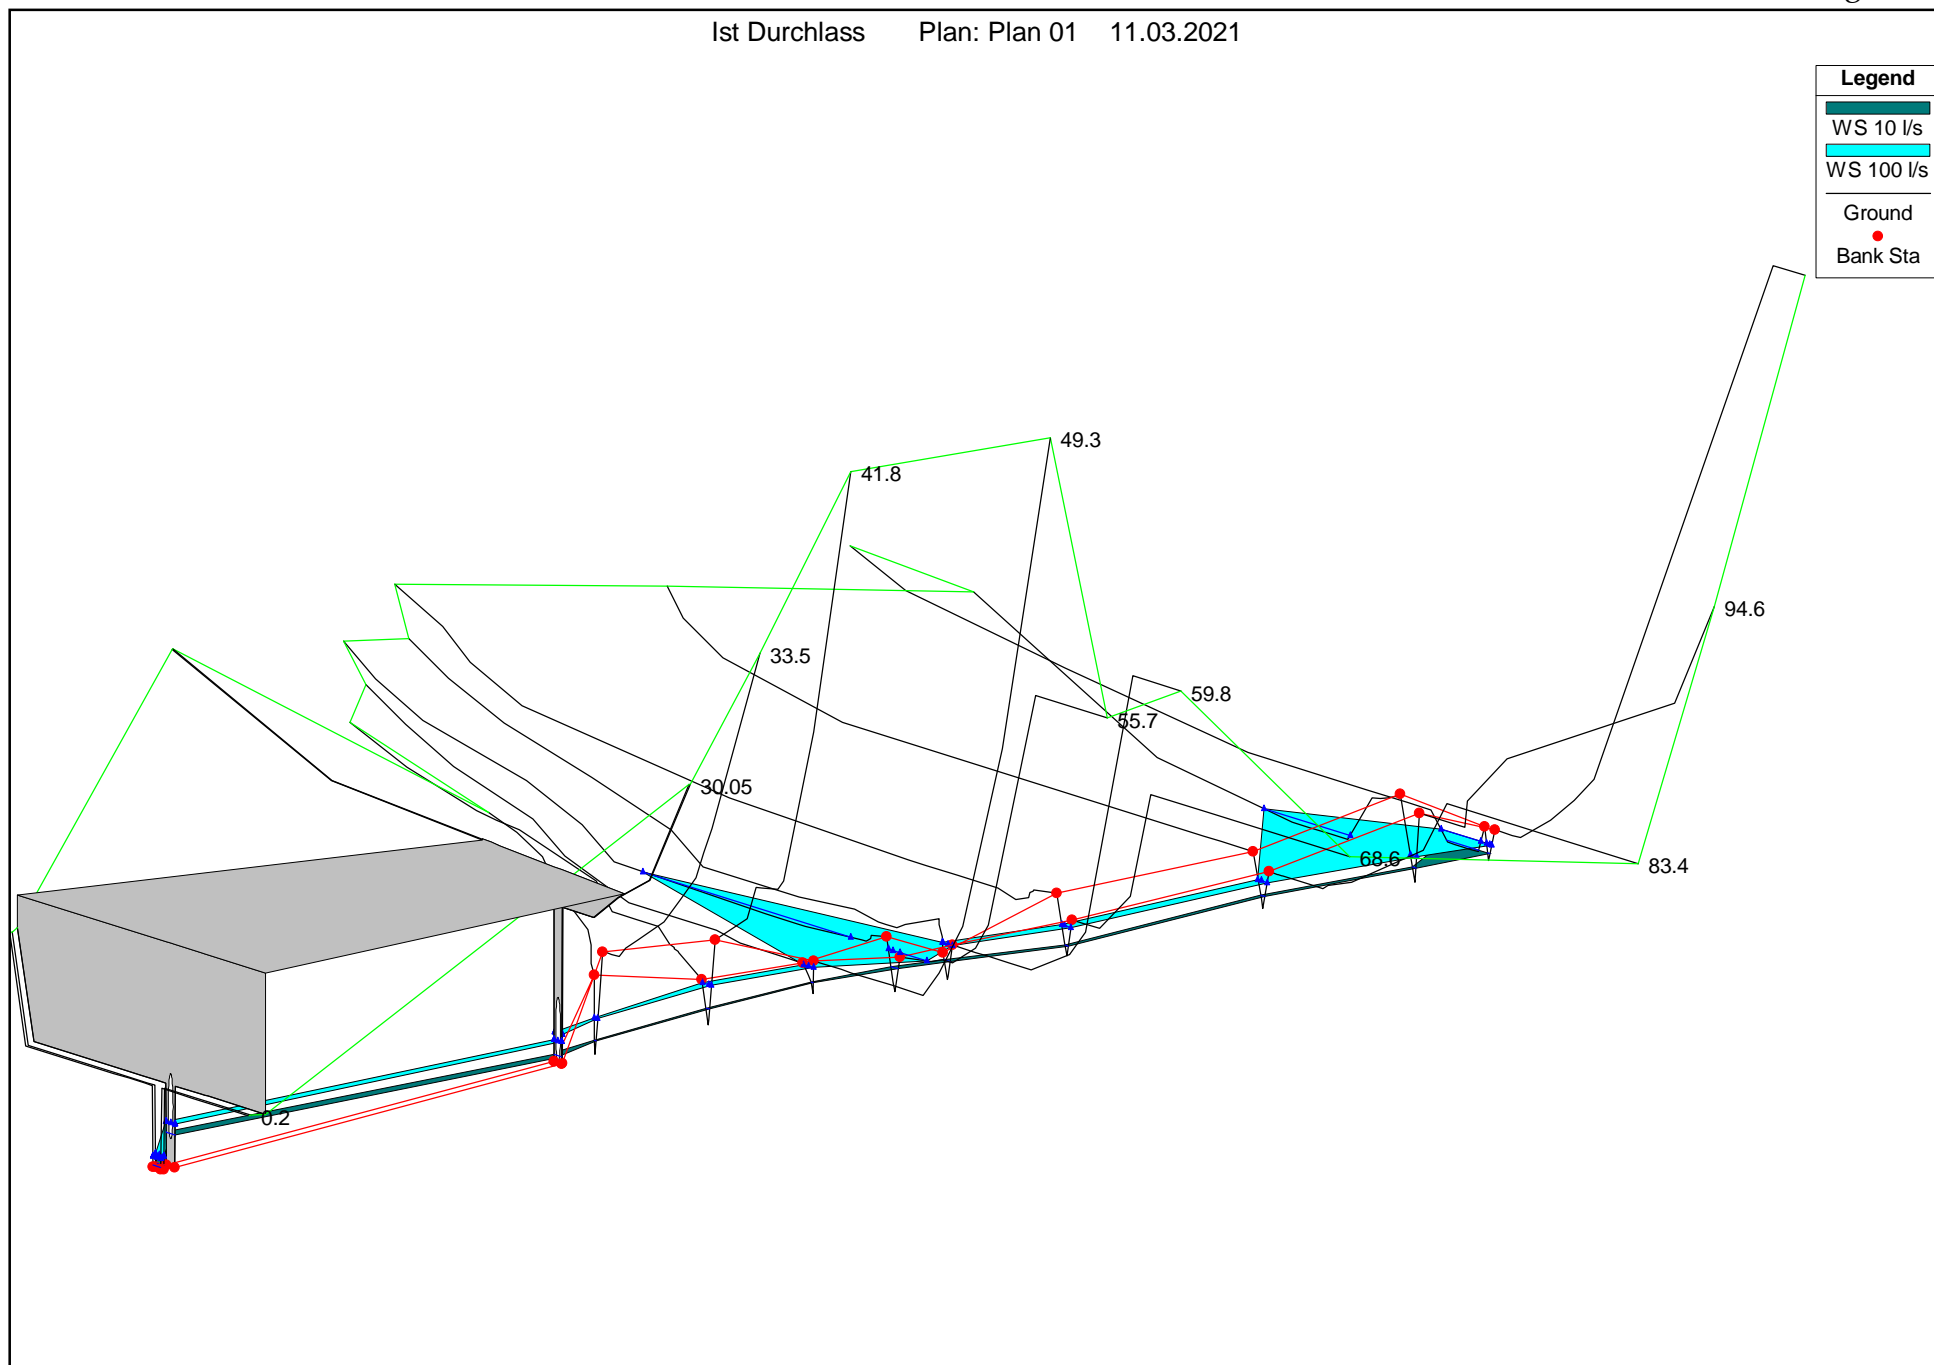 Ist Durchlass Plan: Plan 01 11.03.2021
Legend
WS 10 l/s
WS 100 l/s
Ground
Bank Sta
49.3
41.8
94.6
33.5
59.8
55.7
30.05
68.6
83.4
0.2